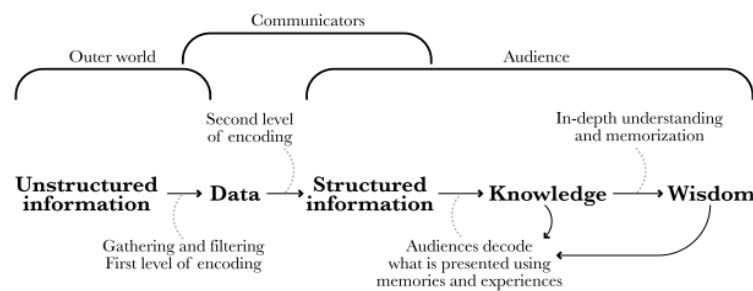 Communicators
Outer world
Audience
Second level
of encoding
In-depth understanding
and memorization
Unstructured
information
Data
Structured
information
Knowledge
Wisdom
Gathering and filtering
First level of encoding
Audiences decode
what is presented using
memories and experiences